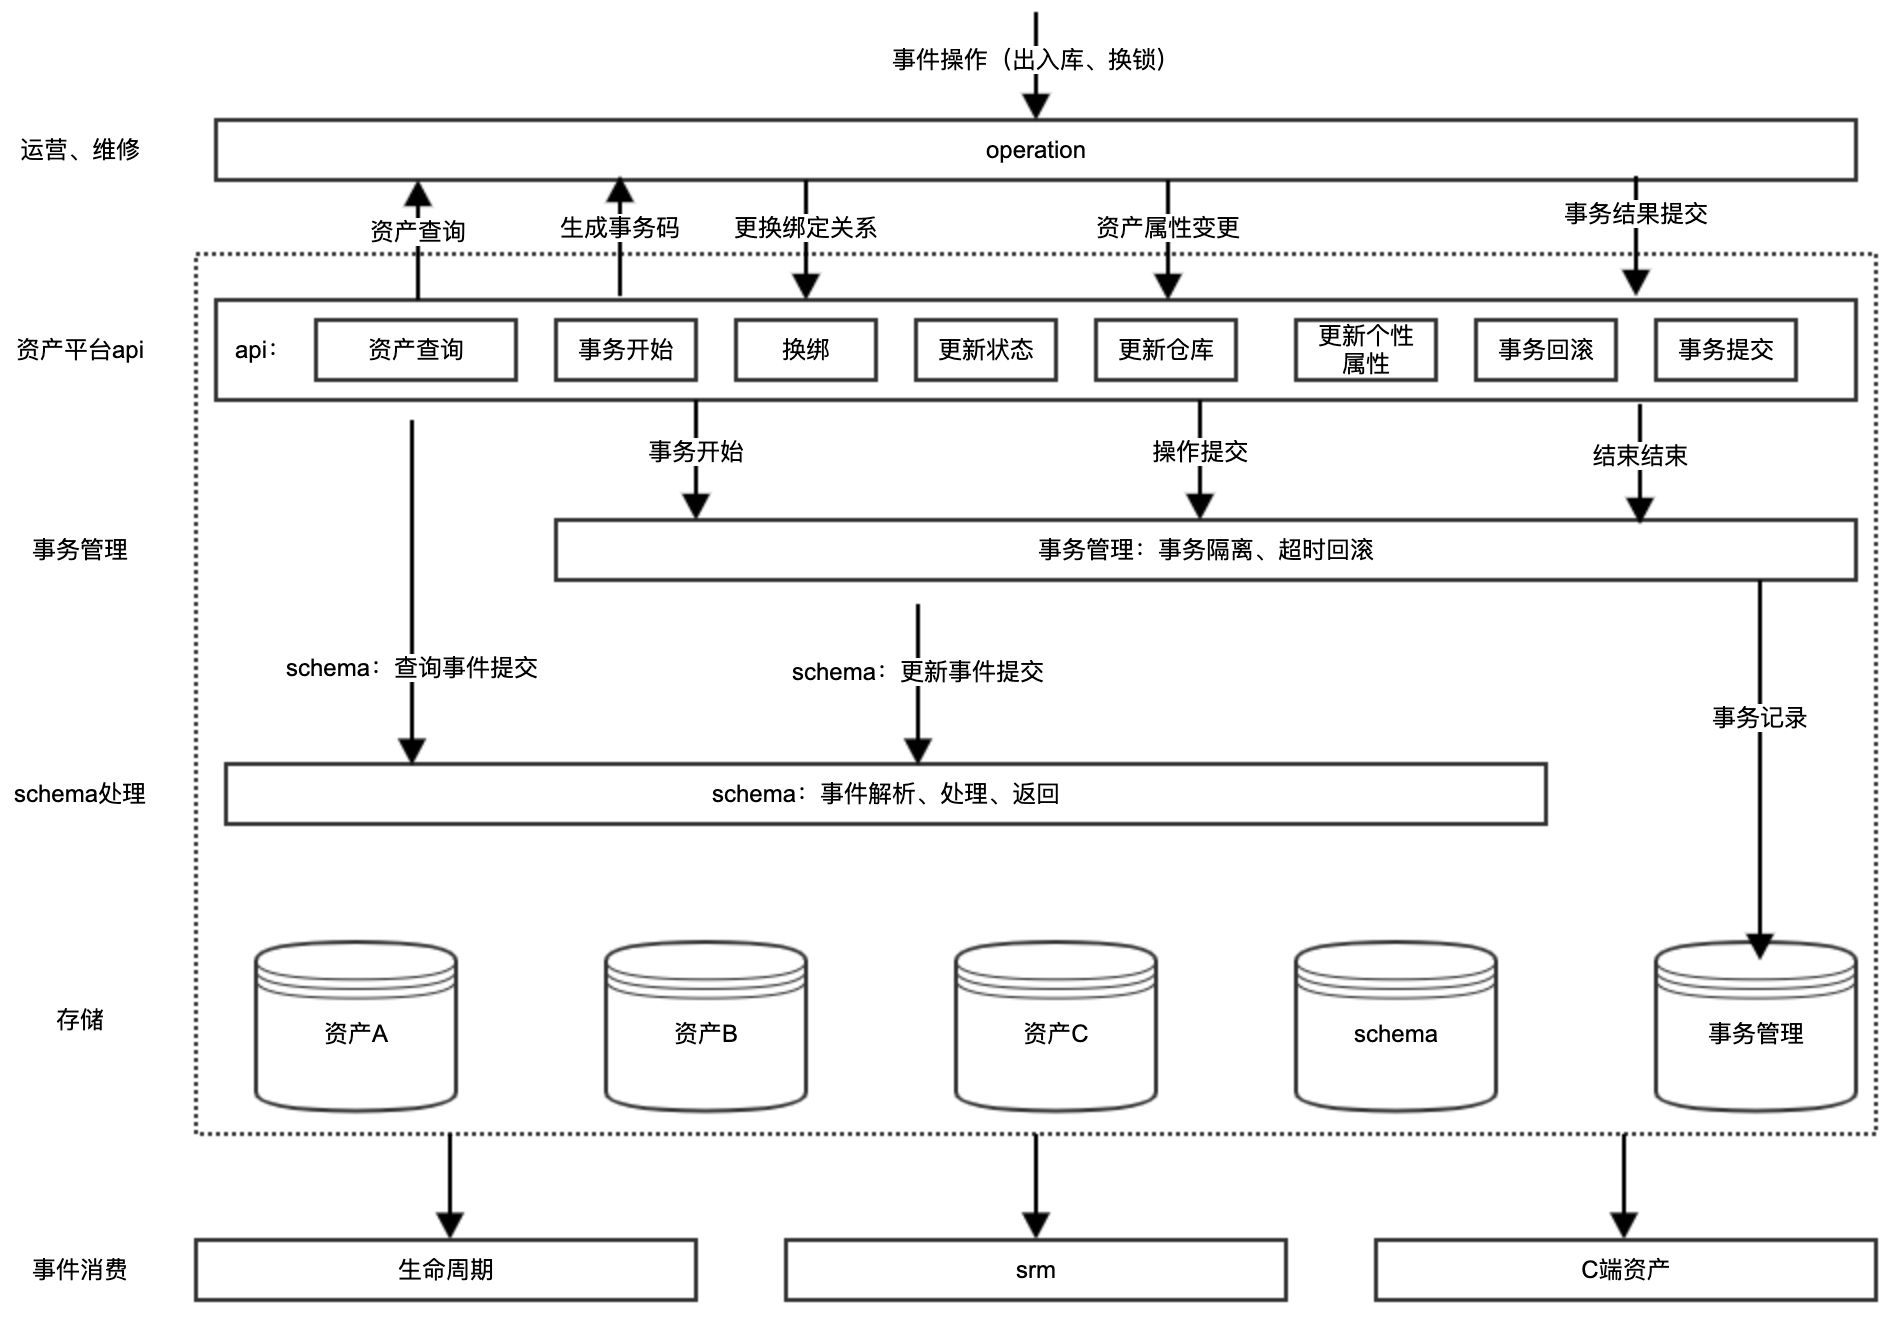 事件操作（出入库、换锁）
运营、维修
operation
资产查询
生成事务码
更换绑定关系
资产属性变更
事务结果提交
资产平台api
api：
资产查询
事务开始
换绑
更新状态
更新仓库
更新个性
属性
事务回滚
事务提交
事务开始
操作提交
结束结束
事务管理
事务管理：事务隔离、超时回滚
schema：查询事件提交
schema：更新事件提交
事务记录
schema处理
schema：事件解析、处理、返回
存储
资产A
资产B
资产C
schema
事务管理
事件消费
生命周期
srm
C端资产